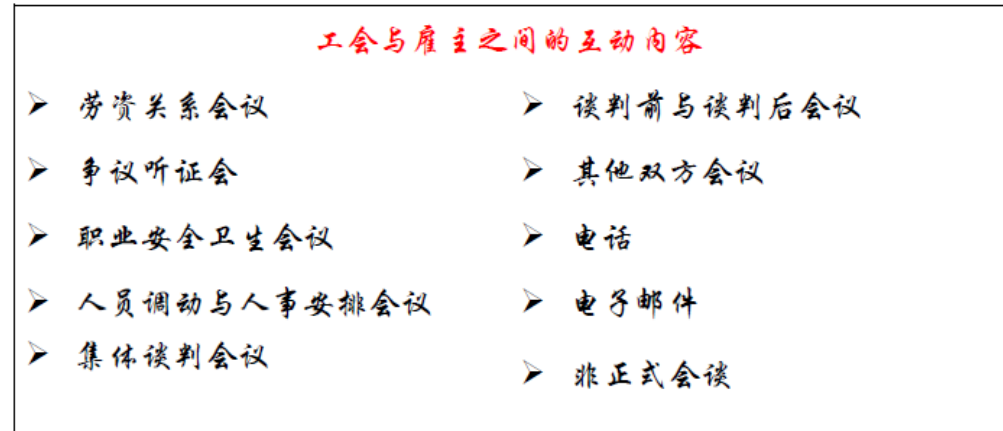 工会与雇主之间的互动内容
➢ 劳资关系会议
➢ 争议听证会
➢ 职业安全卫生会议
➢ 人员调动与人事安排会议
➢ 集体谈判会议
➢ 谈判前与谈判后会议
➢ 其他双方会议
➢ 电话
➢ 电子邮件
➢ 非正式会谈